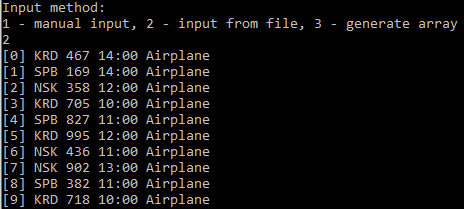 Input method:
1 - manual input, 2 - input from file, 3 - generate array
2
[0] KRD 467 14:00 Airplane
[1] SPB 169 14:00 Airplane
[2] NSK 358 12:00 Airplane
[3] KRD 705 10:00 Airplane
[4] SPB 827 11:00 Airplane
[5] KRD 995 12:00 Airplane
[6] NSK 436 11:00 Airplane
[7] NSK 902 13:00 Airplane
[8] SPB 382 11:00 Airplane
[9] KRD 718 10:00 Airplane